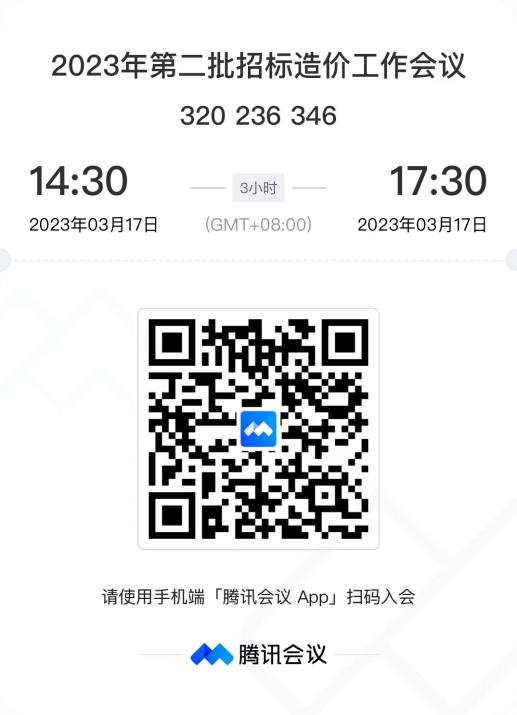 2023年第二批招标造价工作会议
320 236 346
14:30 3小时 17:30
2023年03月17日 (GMT+08:00) 2023年03月17日
请使用手机端「腾讯会议 App」扫码入会
腾讯会议